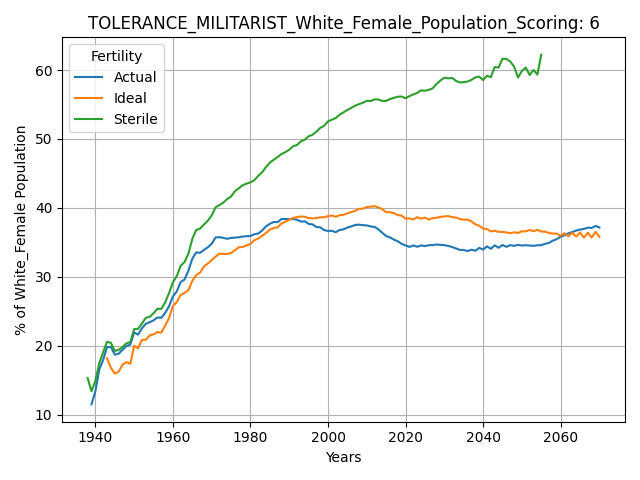 TOLERANCE_MILITARIST_White_Female_Population_Scoring: 6
Fertility
Actual
Ideal
Sterile
% of White_Female Population
60
50
40
30
20
10
1940 1960 1980 2000 2020 2040 2060
Years